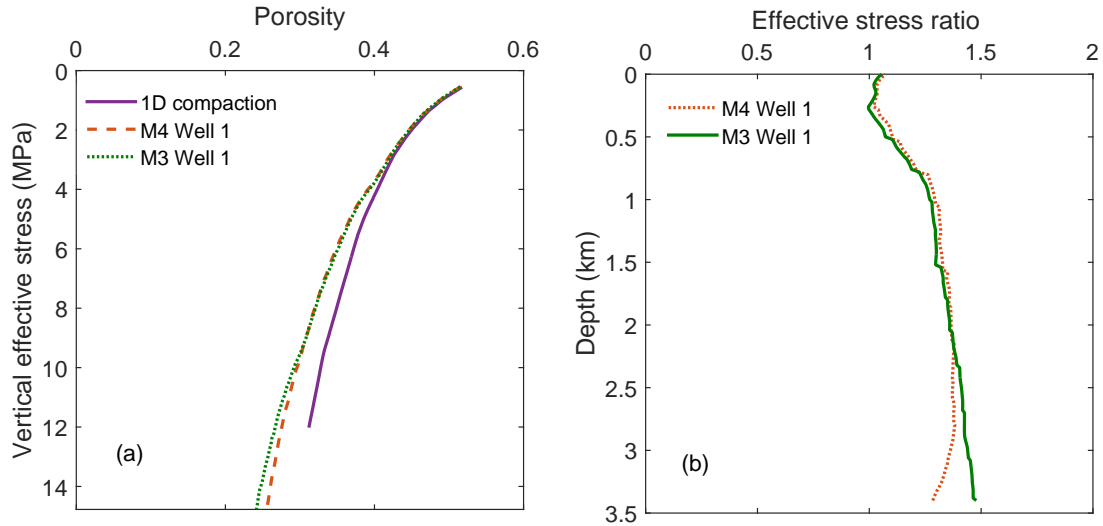 Porosity
0 0.2 0.4 0.6
0
2
4
6
8
10
12
14
Vertical effective stress (MPa)
1D compaction
M4 Well 1
M3 Well 1
(a)
Effective stress ratio
0 0.5 1 1.5 2
0
0.5
1
1.5
2
2.5
3
3.5
Depth (km)
M4 Well 1
M3 Well 1
(b)